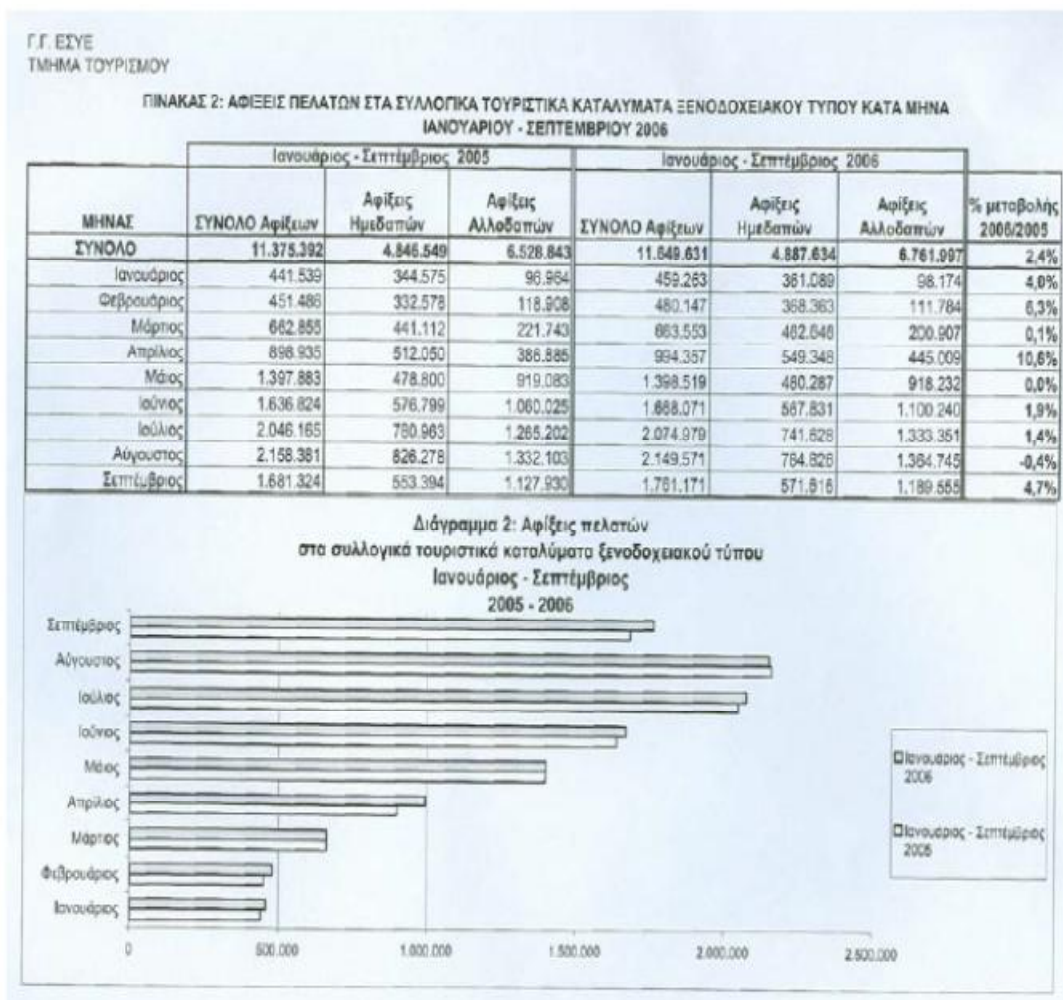 Γ.Γ. ΕΣΥΕ
ΤΜΗΜΑ ΤΟΥΡΙΣΜΟΥ
ΠΙΝΑΚΑΣ 2: ΑΦΙΞΕΙΣ ΠΕΛΑΤΩΝ ΣΤΑ ΣΥΛΛΟΓΙΚΑ ΤΟΥΡΙΣΤΙΚΑ ΚΑΤΑΛΥΜΑΤΑ ΞΕΝΟΔΟΧΕΙΑΚΟΥ ΤΥΠΟΥ ΚΑΤΑ ΜΗΝΑ
ΙΑΝΟΥΑΡΙΟΥ - ΣΕΠΤΕΜΒΡΙΟΥ 2006
Ιανουάριος - Σεπτέμβριος 2005 Ιανουάριος - Σεπτέμβριος 2006
ΜΗΝΑΣ ΣΥΝΟΛΟ Αφίξεων Αφίξεις Ημεδαπών Αφίξεις Αλλοδαπών ΣΥΝΟΛΟ Αφίξεων Αφίξεις Ημεδαπών Αφίξεις Αλλοδαπών % μεταβολής 2006/2005
ΣΥΝΟΛΟ 11.375.392 4.846.549 6.528.843 11.649.631 4.887.634 6.761.997 2,4%
Ιανουάριος 441.539 344.575 96.964 459.263 361.089 98.174 4,0%
Φεβρουάριος 451.486 332.578 118.908 480.147 368.363 111.784 6,3%
Μάρτιος 662.855 441.112 221.743 663.553 462.646 200.907 0,1%
Απρίλιος 898.935 512.050 386.885 994.357 549.348 445.009 10,6%
Μάιος 1.397.883 478.800 919.083 1.398.519 480.287 918.232 0,0%
Ιούνιος 1.636.824 576.799 1.060.025 1.668.071 567.831 1.100.240 1,9%
Ιούλιος 2.046.165 780.963 1.265.202 2.074.979 741.628 1.333.351 1,4%
Αύγουστος 2.158.381 826.278 1.332.103 2.149.571 784.826 1.364.745 -0,4%
Σεπτέμβριος 1.681.324 553.394 1.127.930 1.761.171 571.616 1.189.555 4,7%
Διάγραμμα 2: Αφίξεις πελατών
στα συλλογικά τουριστικά καταλύματα ξενοδοχειακού τύπου
Ιανουάριος - Σεπτέμβριος
2005 - 2006
Σεπτέμβριος
Αύγουστος
Ιούλιος
Ιούνιος
Μάιος
Απρίλιος
Μάρτιος
Φεβρουάριος
Ιανουάριος
0 500.000 1.000.000 1.500.000 2.000.000 2.500.000
Ιανουάριος - Σεπτέμβριος
2006
Ιανουάριος - Σεπτέμβριος
2005